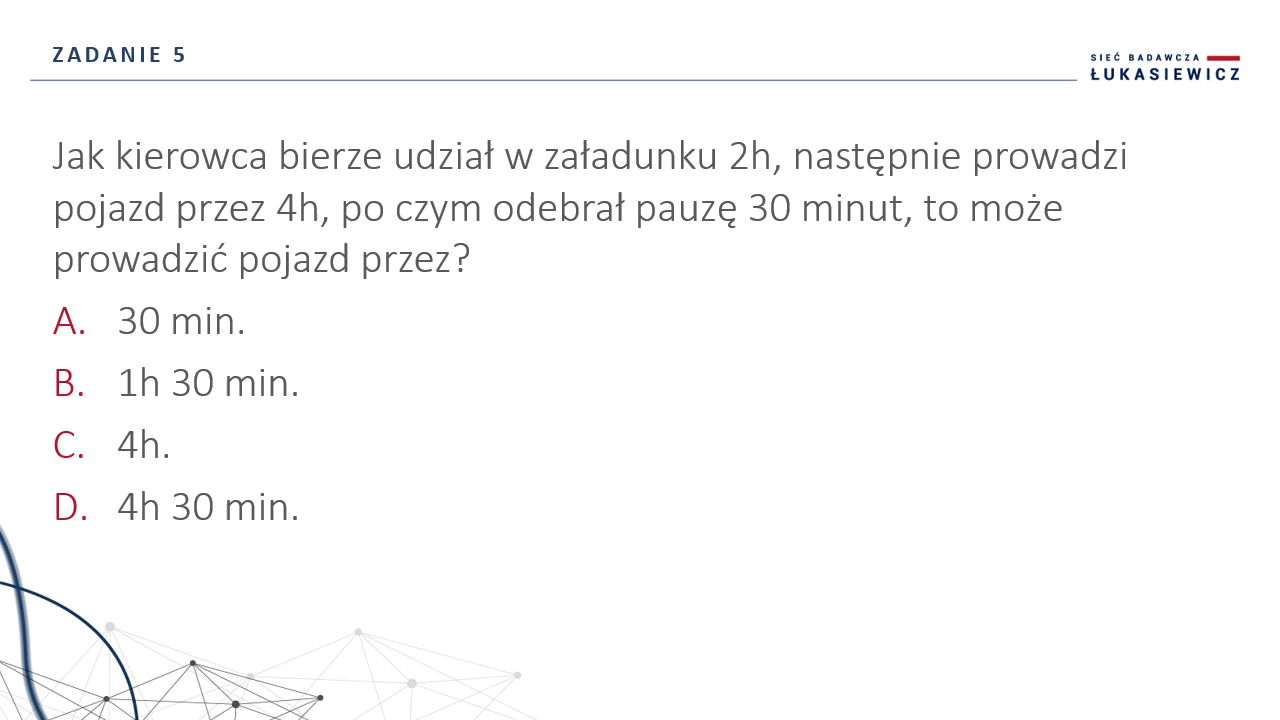 ZADANIE 5
SIEĆ BADAWCZA
ŁUKASIEWICZ
Jak kierowca bierze udział w załadunku 2h, następnie prowadzi
pojazd przez 4h, po czym odebrał pauzę 30 minut, to może
prowadzić pojazd przez?
A. 30 min.
B. 1h 30 min.
C. 4h.
D. 4h 30 min.